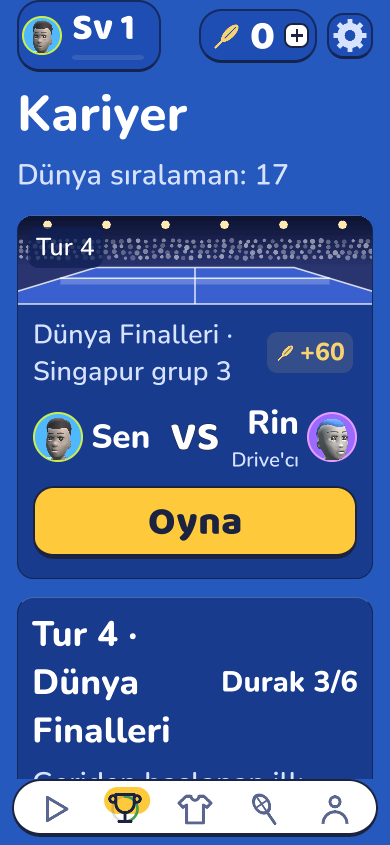 Sv 1
0
Kariyer
Dünya sıralaman: 17
Tur 4
Dünya Finalleri ·
Singapur grup 3
+60
Sen
VS
Rin
Drive'cı
Oyna
Tur 4 ·
Dünya
Finalleri
Durak 3/6